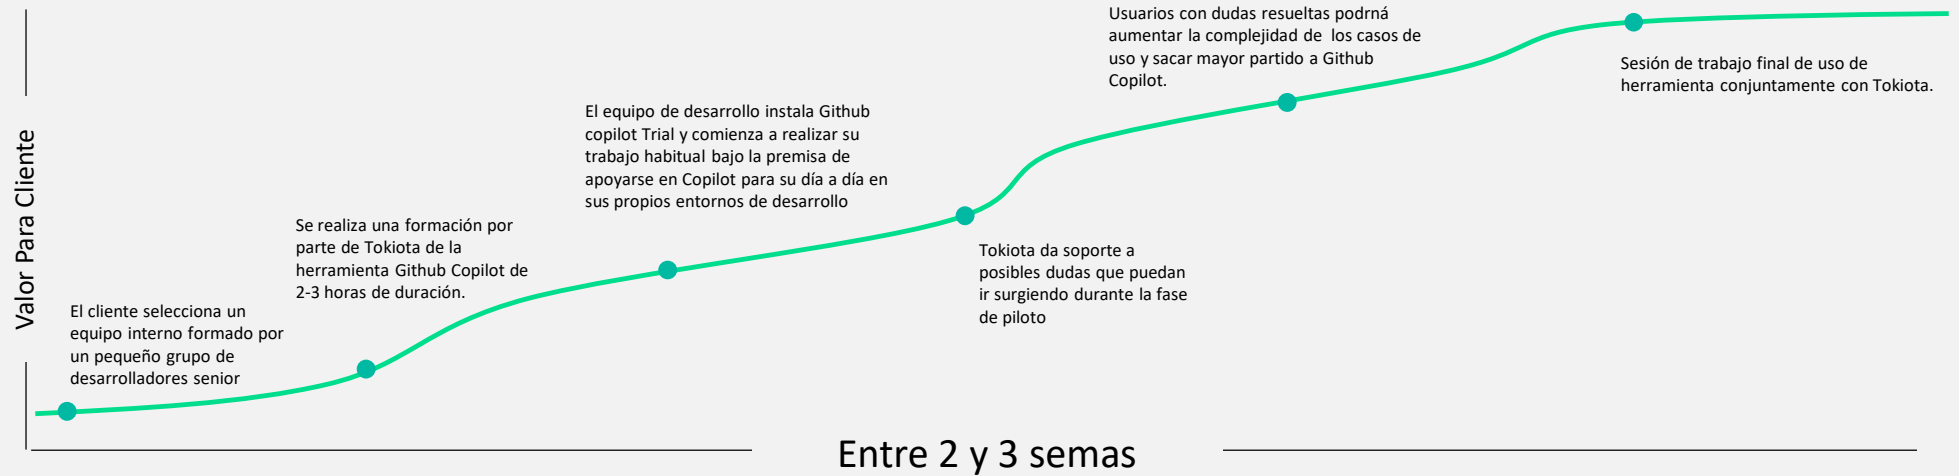 Valor Para Cliente
El cliente selecciona un
equipo interno formado por
un pequeño grupo de
desarrolladores senior
Se realiza una formación por
parte de Tokiota de la
herramienta Github Copilot de
2-3 horas de duración.
El equipo de desarrollo instala Github
copilot Trial y comienza a realizar su
trabajo habitual bajo la premisa de
apoyarse en Copilot para su día a día en
sus propios entornos de desarrollo
Tokiota da soporte a
posibles dudas que puedan
ir surgiendo durante la fase
de piloto
Usuarios con dudas resueltas podrná
aumentar la complejidad de los casos de
uso y sacar mayor partido a Github
Copilot.
Sesión de trabajo final de uso de
herramienta conjuntamente con Tokiota.
Entre 2 y 3 semas